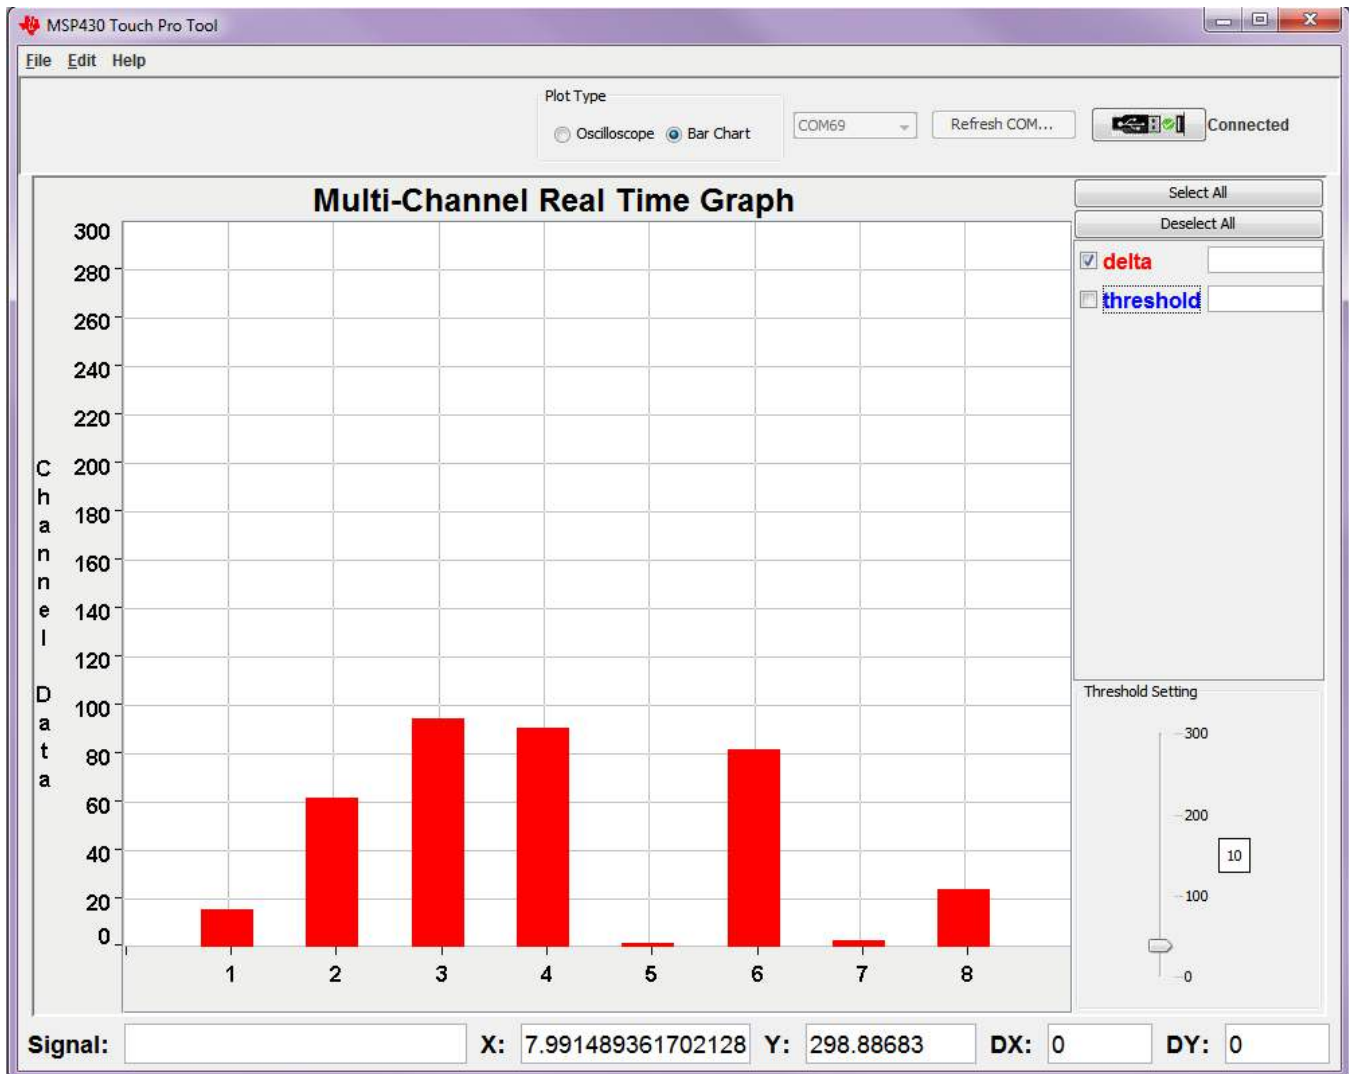 MSP430 Touch Pro Tool
File Edit Help
Plot Type
Oscilloscope Bar Chart
COM69
Refresh COM...
Connected
Multi-Channel Real Time Graph
Select All
Deselect All
delta
threshold
Channel Data
300
280
260
240
220
200
180
160
140
120
100
80
60
40
20
0
1 2 3 4 5 6 7 8
Threshold Setting
300
200
10
100
0
Signal: X: 7.991489361702128 Y: 298.88683 DX: 0 DY: 0